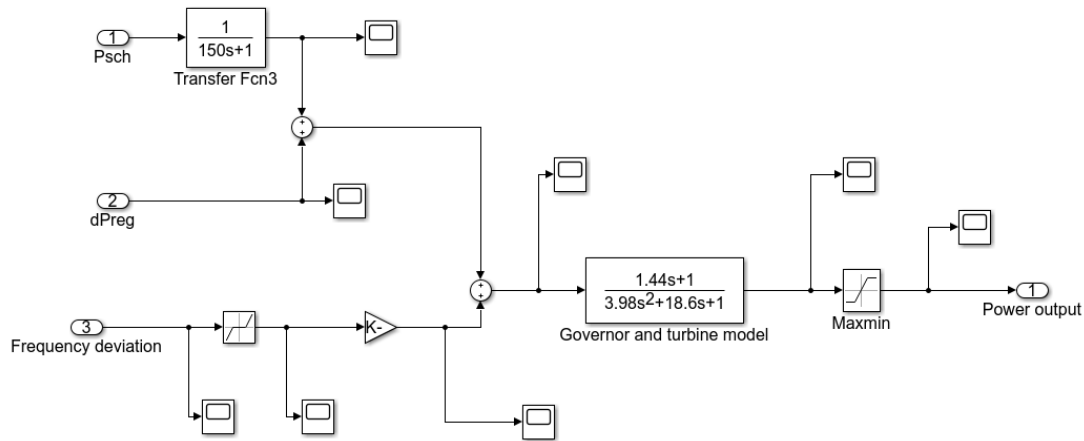 1
Psch
1
150s+1
Transfer Fcn3
+
+
2
dPreg
3
Frequency deviation
K-
+
+
1.44s+1
3.98s²+18.6s+1
Governor and turbine model
Maxmin
1
Power output